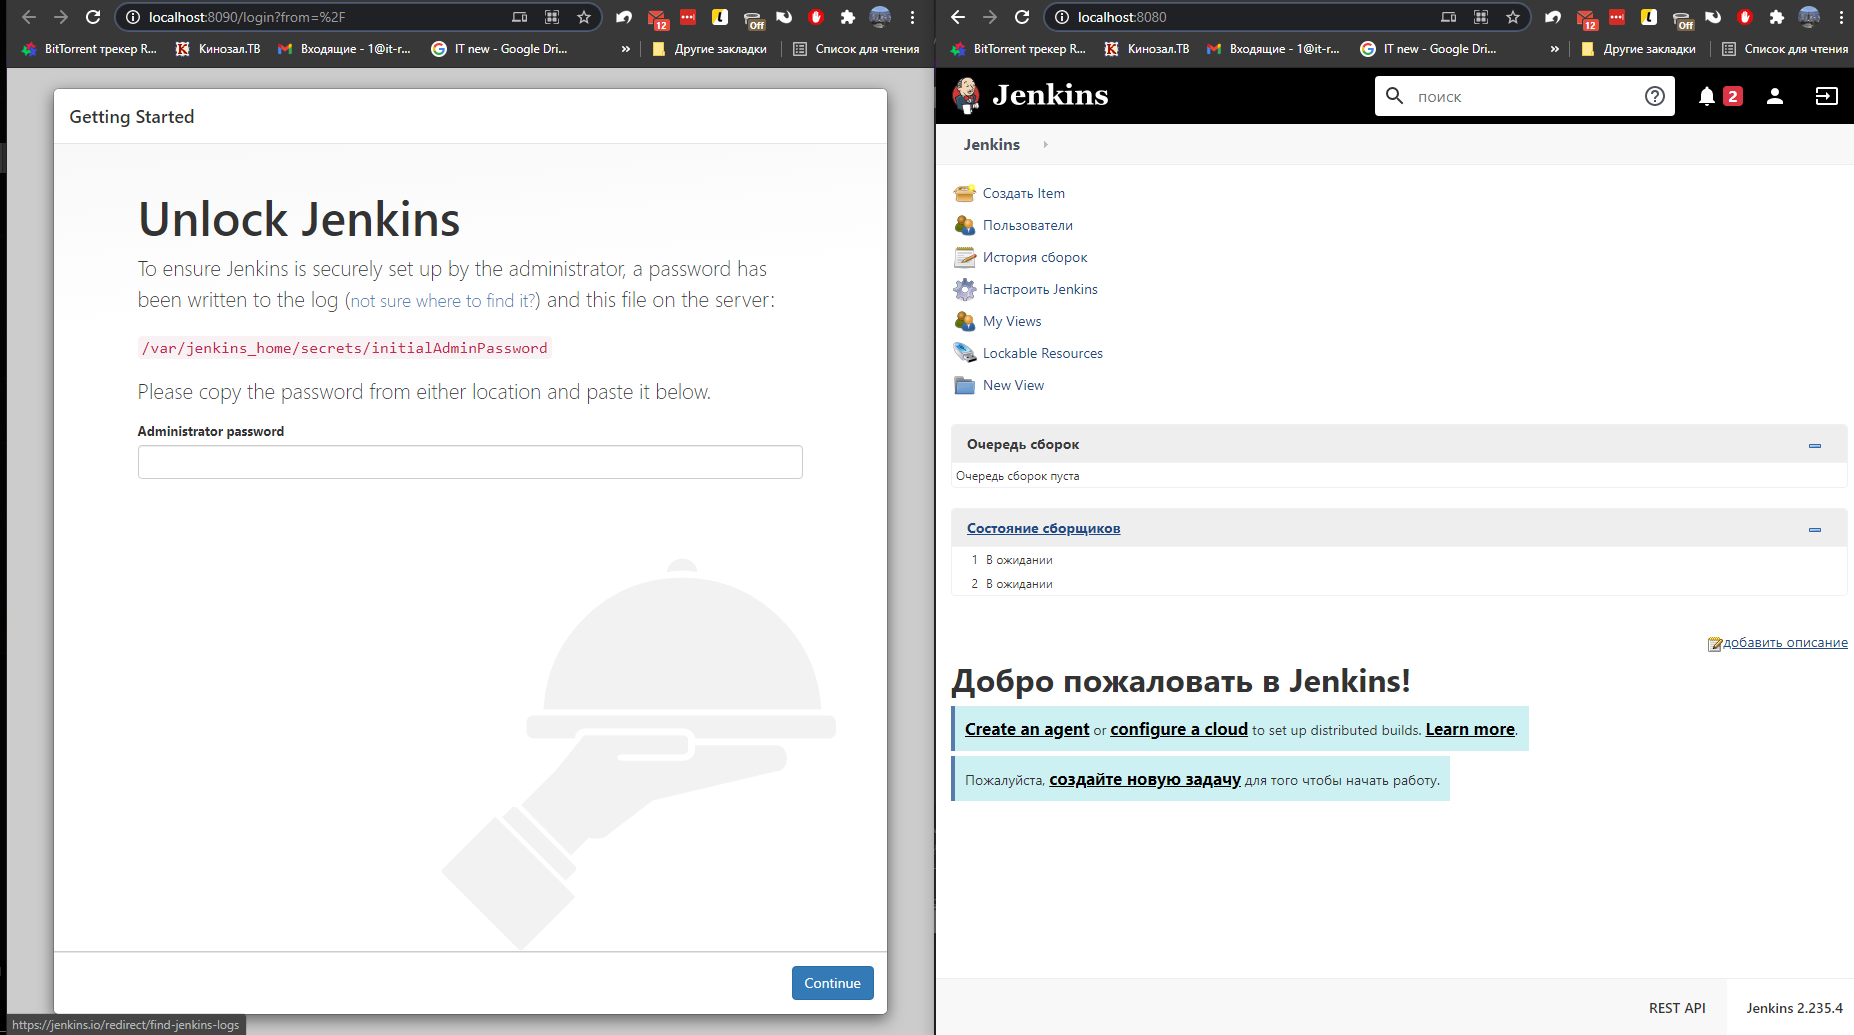 localhost:8090/login?from=%2F
12
Off
BitTorrent трекер R...
Кинозал.ТВ
Входящие - 1@it-r...
IT new - Google Dri...
»
Другие закладки
Список для чтения
Getting Started
Unlock Jenkins
To ensure Jenkins is securely set up by the administrator, a password has
been written to the log (not sure where to find it?) and this file on the server:
/var/jenkins_home/secrets/initialAdminPassword
Please copy the password from either location and paste it below.
Administrator password
Continue
https://jenkins.io/redirect/find-jenkins-logs
localhost:8080
12
Off
BitTorrent трекер R...
Кинозал.ТВ
Входящие - 1@it-r...
IT new - Google Dri...
»
Другие закладки
Список для чтения
Jenkins
поиск
2
Jenkins
Создать Item
Пользователи
История сборок
Настроить Jenkins
My Views
Lockable Resources
New View
Очередь сборок
Очередь сборок пуста
Состояние сборщиков
1 В ожидании
2 В ожидании
добавить описание
Добро пожаловать в Jenkins!
Create an agent or configure a cloud to set up distributed builds. Learn more.
Пожалуйста, создайте новую задачу для того чтобы начать работу.
REST API
Jenkins 2.235.4